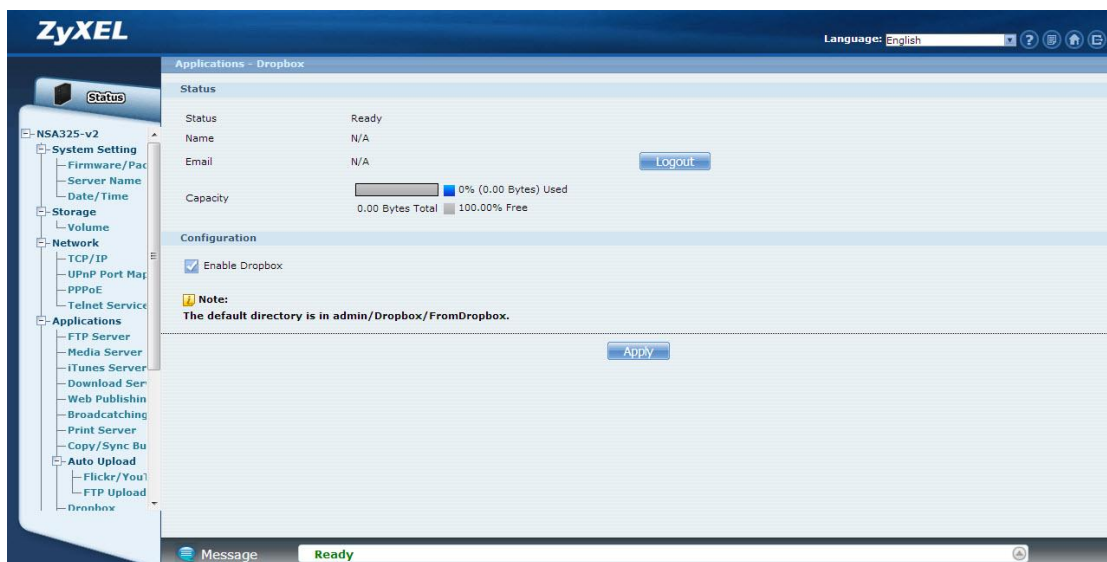 ZyXEL
Language: English
Status
Applications - Dropbox
Status
Status Ready
Name N/A
Email N/A Logout
Capacity 0% (0.00 Bytes) Used
0.00 Bytes Total 100.00% Free
Configuration
Enable Dropbox
Note:
The default directory is in admin/Dropbox/FromDropbox.
Apply
NSA325-v2
System Setting
Firmware/Pac
Server Name
Date/Time
Storage
Volume
Network
TCP/IP
UPnP Port Map
PPPoE
Telnet Service
Applications
FTP Server
Media Server
iTunes Server
Download Ser
Web Publishin
Broadcatching
Print Server
Copy/Sync Bu
Auto Upload
Flickr/YouT
FTP Upload
Dropbox
Message Ready